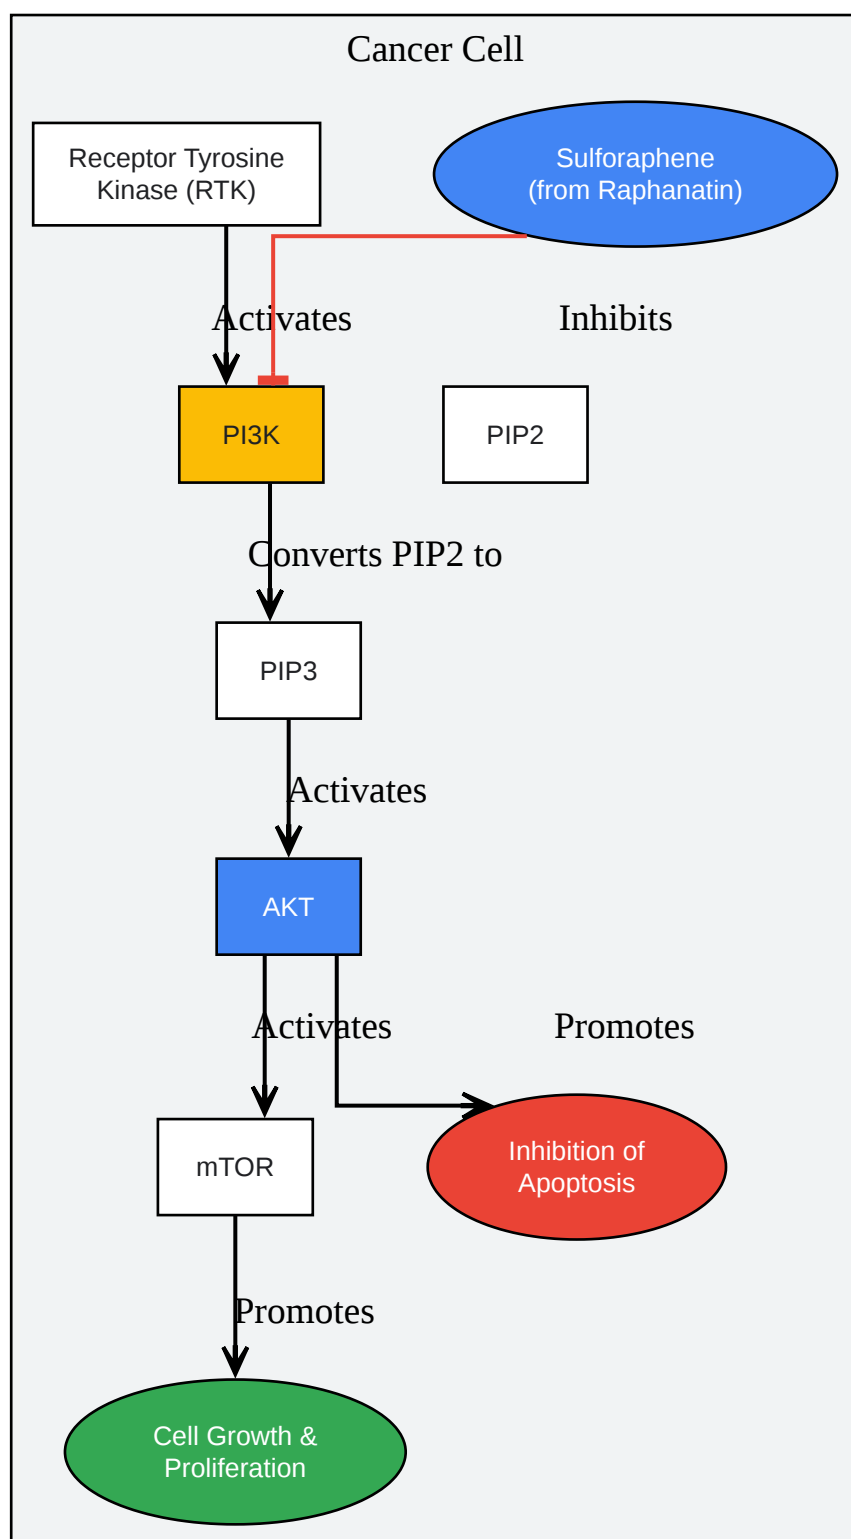 Cancer Cell
Receptor Tyrosine
Kinase (RTK)
Sulforaphene
(from Raphanatin)
Activates
Inhibits
PI3K
PIP2
Converts PIP2 to
PIP3
Activates
AKT
Activates
Promotes
mTOR
Inhibition of
Apoptosis
Promotes
Cell Growth &
Proliferation